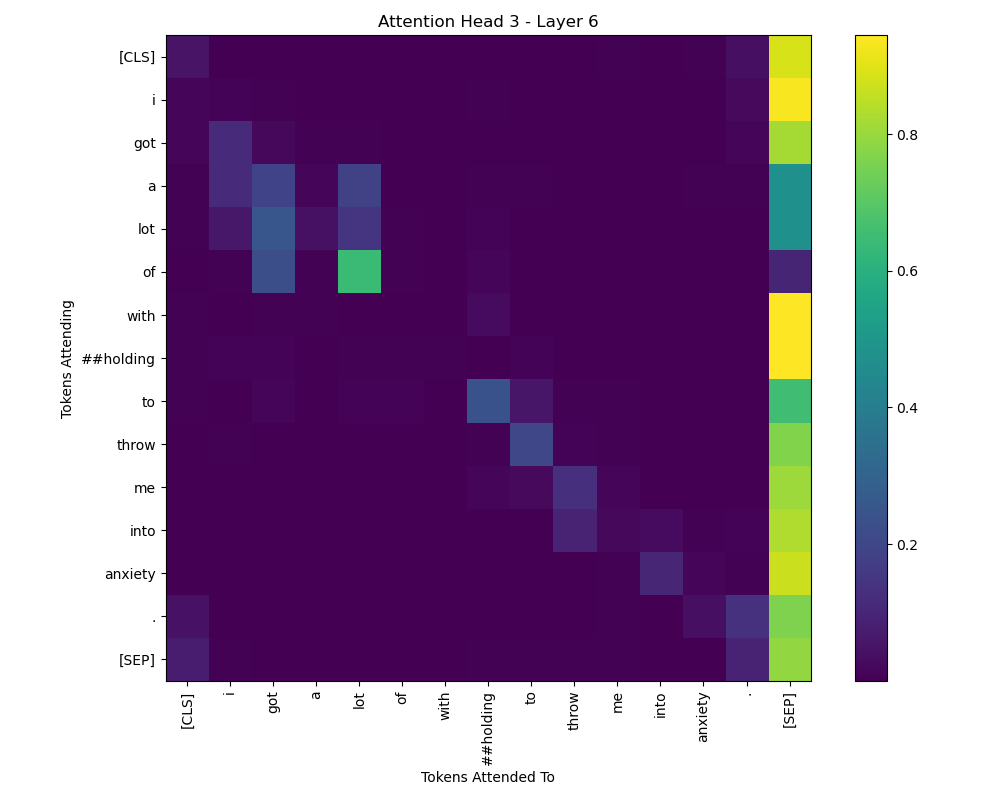 Attention Head 3 - Layer 6
Tokens Attending
[CLS]
i
got
a
lot
of
with
##holding
to
throw
me
into
anxiety
.
[SEP]
[CLS]
i
got
a
lot
of
with
##holding
to
throw
me
into
anxiety
.
[SEP]
Tokens Attended To
0.8
0.6
0.4
0.2